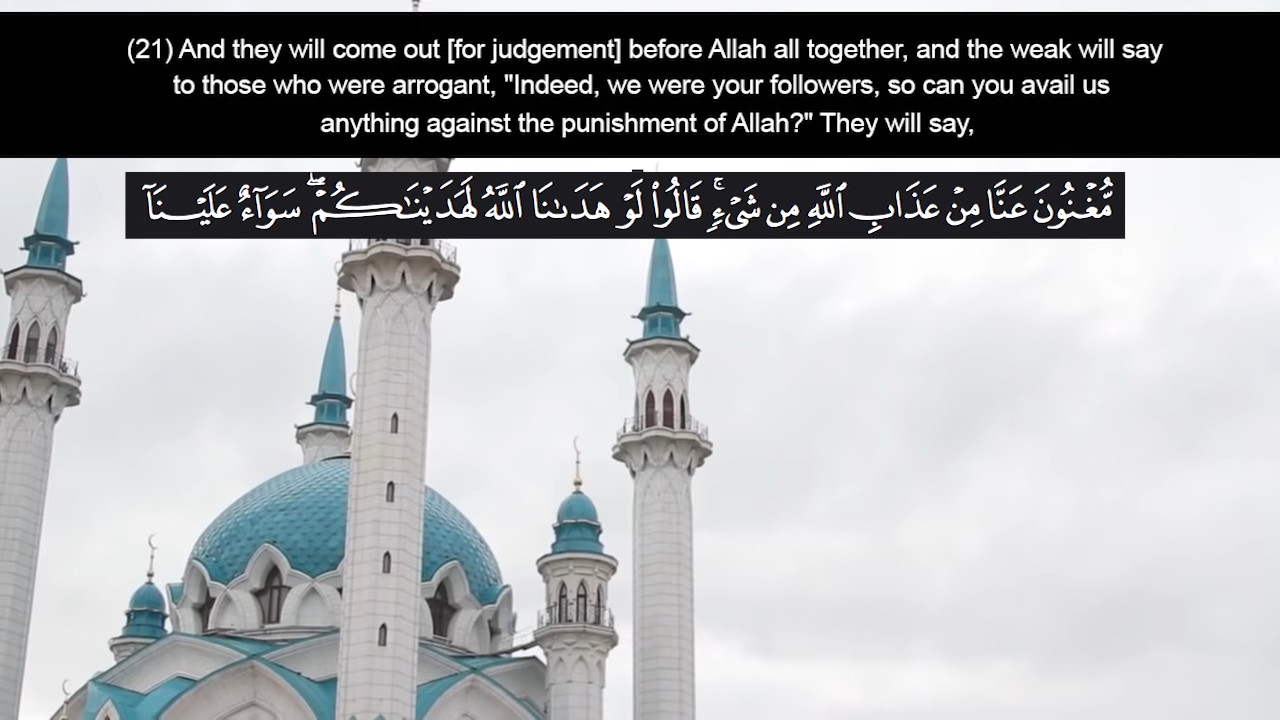 (21) And they will come out [for judgement] before Allah all together, and the weak will say
to those who were arrogant, "Indeed, we were your followers, so can you avail us
anything against the punishment of Allah?" They will say,
مُّغْنُونَ عَنَّا مِنْ عَذَابِ ٱللَّهِ مِن شَىْءٍ ۚ قَالُوا۟ لَوْ هَدَىٰنَا ٱللَّهُ لَهَدَيْنَـٰكُمْ ۖ سَوَآءٌ عَلَيْنَآ